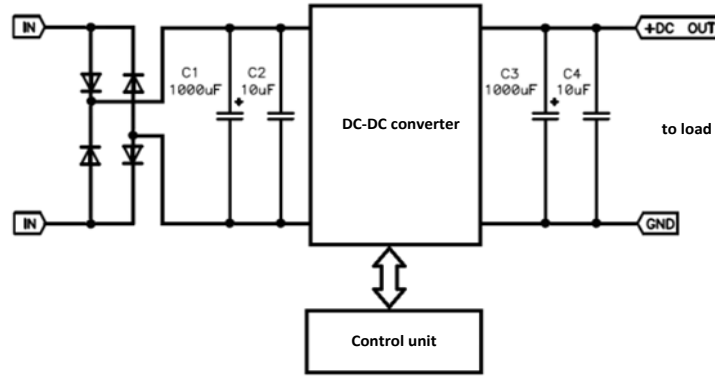 IN
+DC OUT
C1
1000uF
+
C2
10uF
C3
1000uF
+
C4
10uF
DC-DC converter
to load
IN
GND
Control unit